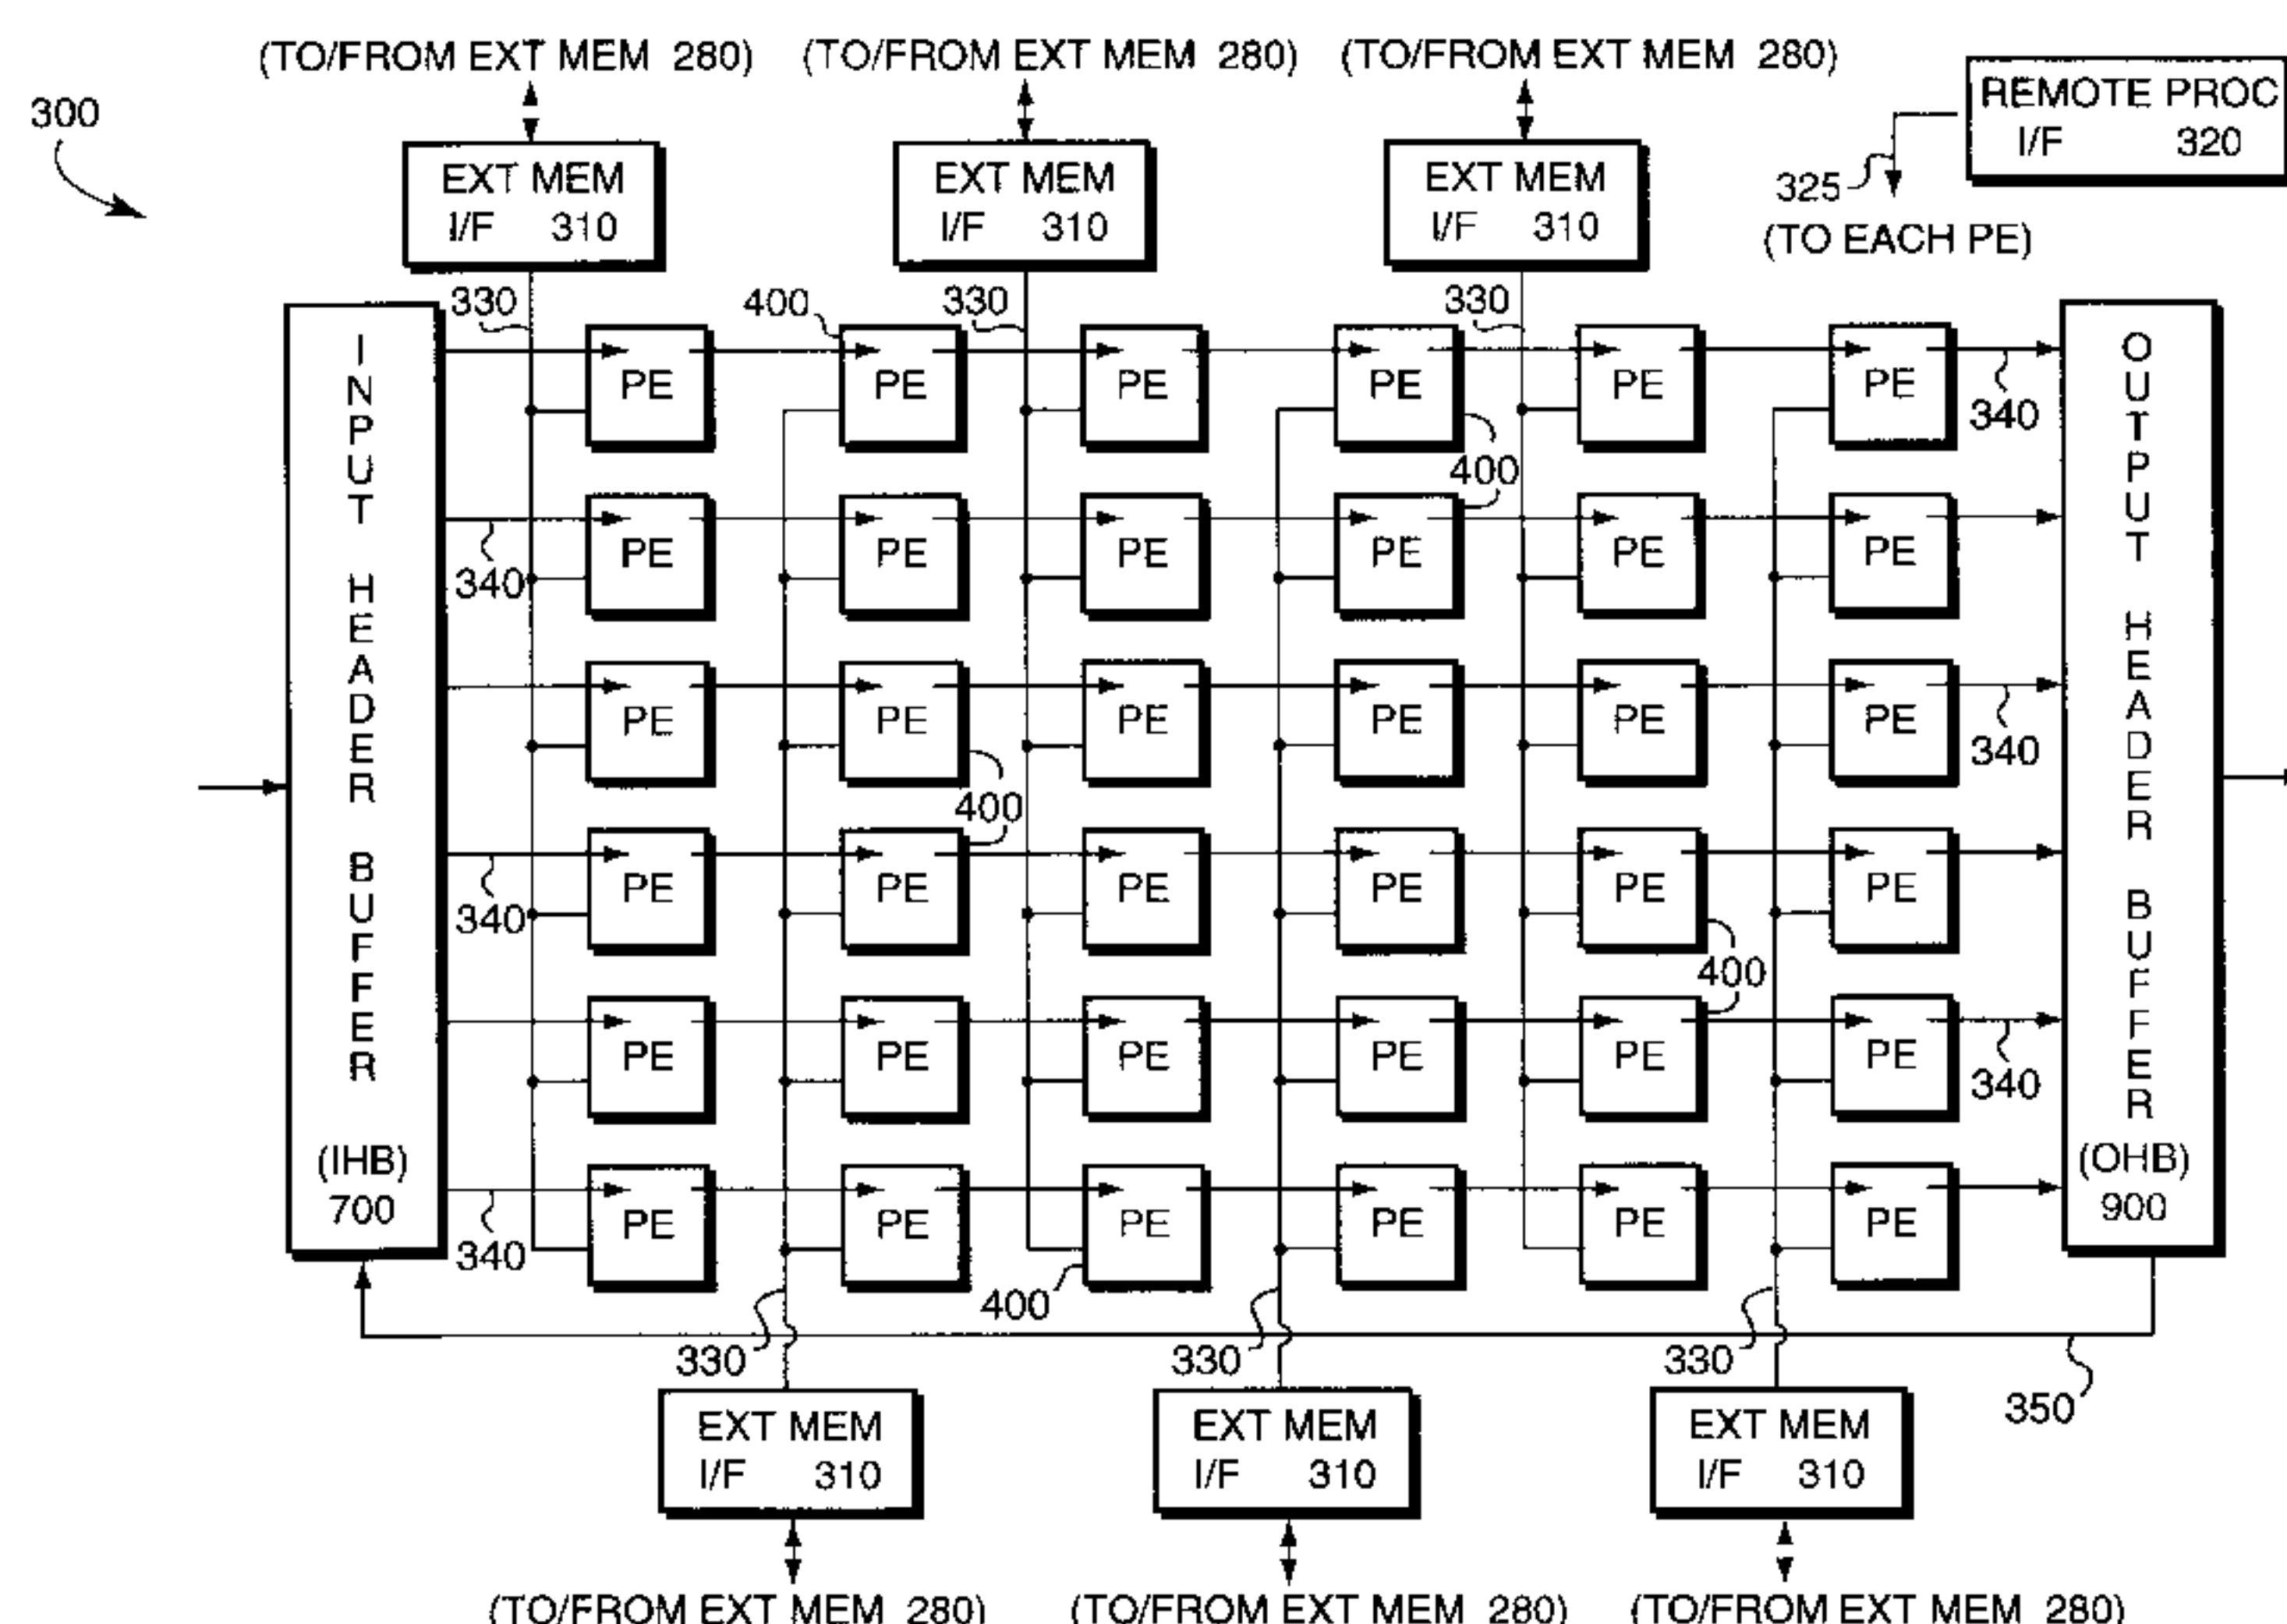 (TO/FROM EXT MEM 280) (TO/FROM EXT MEM 280) (TO/FROM EXT MEM 280)
300
REMOTE PROC
I/F 320
EXT MEM
I/F 310
EXT MEM
I/F 310
EXT MEM
I/F 310
325
(TO EACH PE)
330 400 330 330
INPUT HEADER BUFFER
(IHB)
700
OUTPUT HEADER BUFFER
(OHB)
900
PE PE PE PE PE PE
340
400
PE PE PE PE PE PE
340
PE PE PE PE PE PE
340
400
PE PE PE PE PE PE
340
400
PE PE PE PE PE PE
340
PE PE PE PE PE PE
340
400
330 330 330
350
EXT MEM
I/F 310
EXT MEM
I/F 310
EXT MEM
I/F 310
(TO/FROM EXT MEM 280) (TO/FROM EXT MEM 280) (TO/FROM EXT MEM 280)